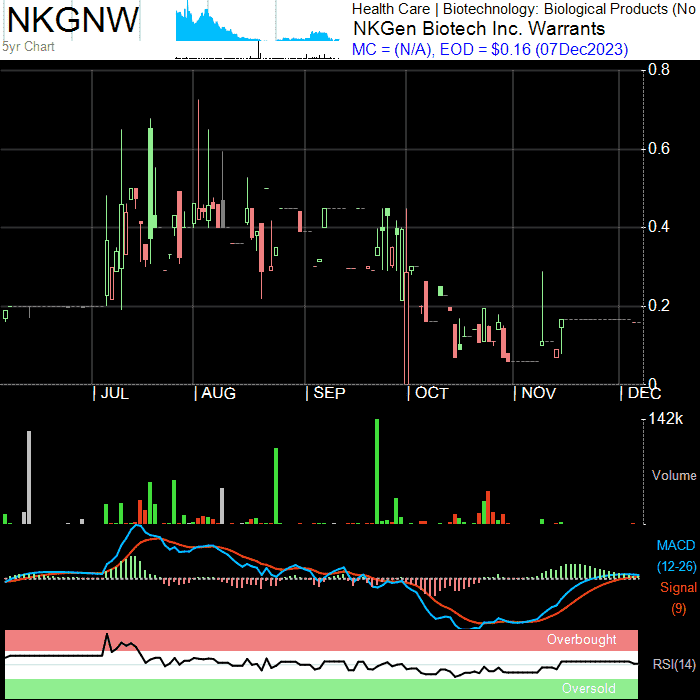 NKGNW
5yr Chart
Health Care | Biotechnology: Biological Products (No
NKGen Biotech Inc. Warrants
MC = (N/A), EOD = $0.16 (07Dec2023)
0.8
0.6
0.4
0.2
0
| JUL | AUG | SEP | OCT | NOV | DEC
142k
Volume
MACD
(12-26)
Signal
(9)
Overbought
RSI(14)
Oversold